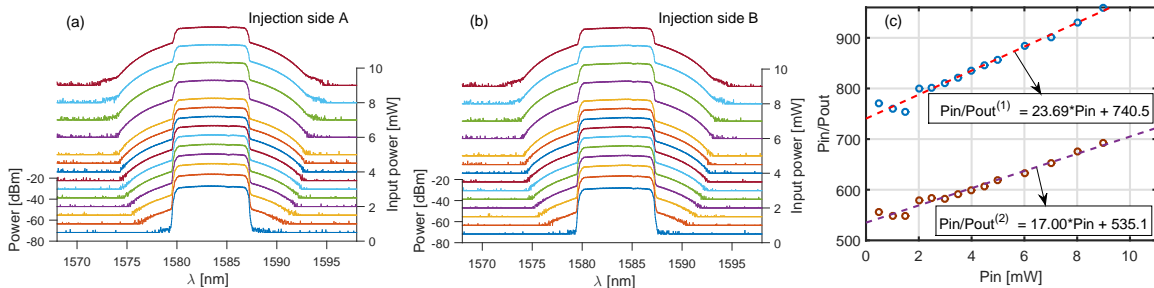 (a)
Injection side A
Power [dBm]
-20
-40
-60
-80
10
8
6
4
2
0
Input power [mW]
1570 1575 1580 1585 1590 1595
λ [nm]
(b)
Injection side B
Power [dBm]
-20
-40
-60
-80
10
8
6
4
2
0
Input power [mW]
1570 1575 1580 1585 1590 1595
λ [nm]
(c)
Pin/Pout
900
800
700
600
500
Pin/Pout(1) = 23.69*Pin + 740.5
Pin/Pout(2) = 17.00*Pin + 535.1
0 2 4 6 8 10
Pin [mW]